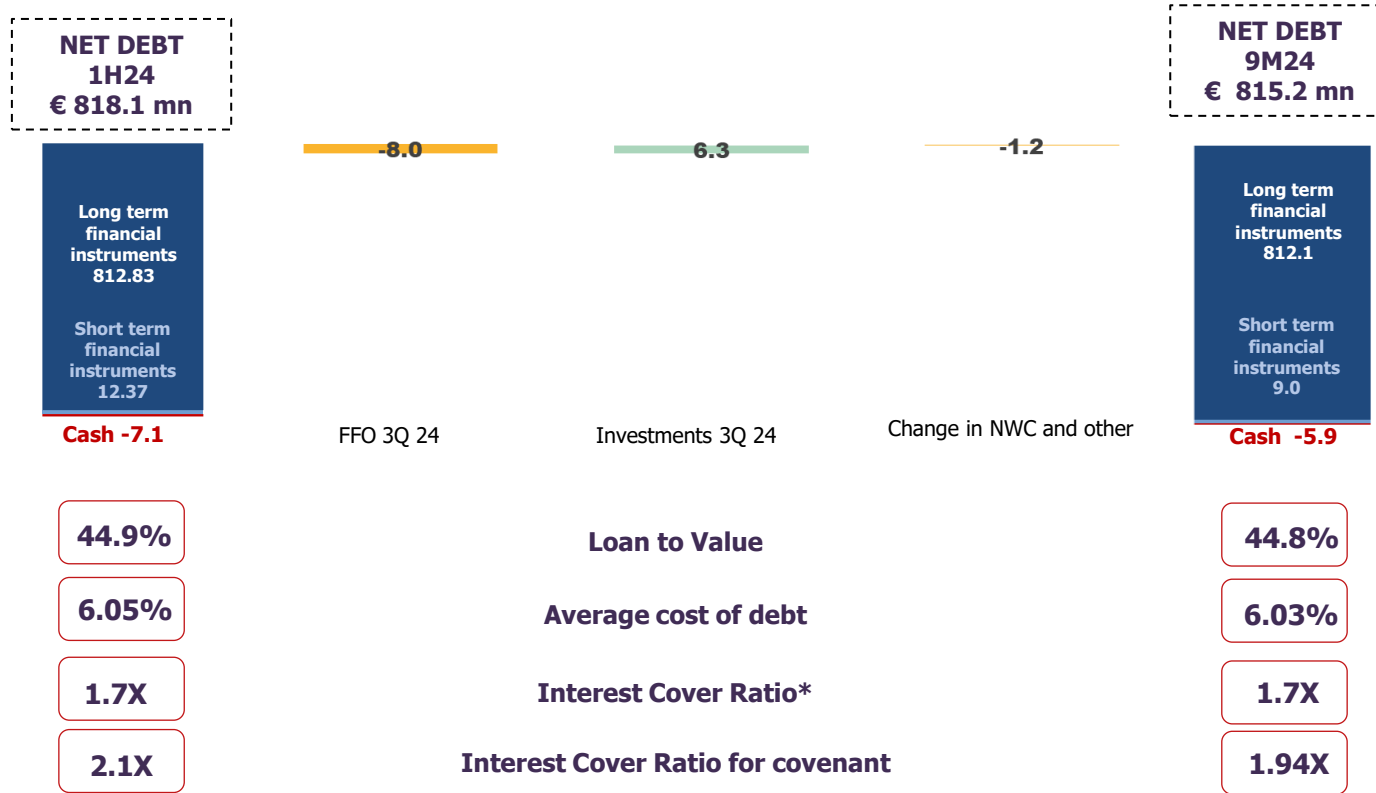 NET DEBT
1H24
€ 818.1 mn
NET DEBT
9M24
€ 815.2 mn
-8.0
6.3
-1.2
Long term
financial
instruments
812.83
Short term
financial
instruments
12.37
Long term
financial
instruments
812.1
Short term
financial
instruments
9.0
Cash -7.1
FFO 3Q 24
Investments 3Q 24
Change in NWC and other
Cash -5.9
44.9%
Loan to Value
44.8%
6.05%
Average cost of debt
6.03%
1.7X
Interest Cover Ratio*
1.7X
2.1X
Interest Cover Ratio for covenant
1.94X